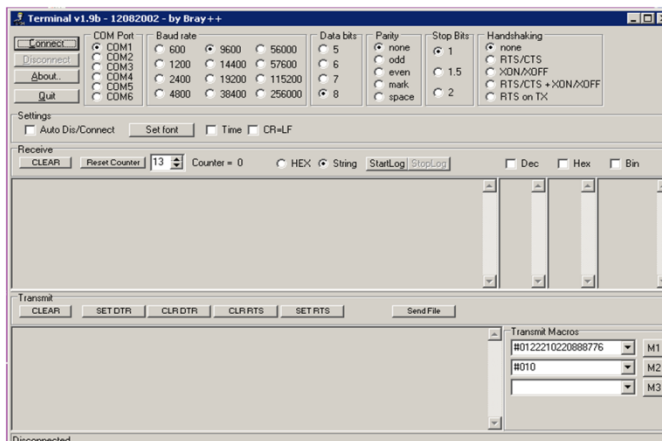 Terminal v1.9b - 12082002 - by Bray++
Connect
Disconnect
About..
Quit
COM Port
COM1
COM2
COM3
COM4
COM5
COM6
Baud rate
600 9600 56000
1200 14400 57600
2400 19200 115200
4800 38400 256000
Data bits
5
6
7
8
Parity
none
odd
even
mark
space
Stop Bits
1
1.5
2
Handshaking
none
RTS/CTS
XON/XOFF
RTS/CTS + XON/XOFF
RTS on TX
Settings
Auto Dis/Connect Set font Time CR=LF
Receive
CLEAR Reset Counter 13 Counter = 0 HEX String StartLog StopLog Dec Hex Bin
Transmit
CLEAR SET DTR CLR DTR CLR RTS SET RTS Send File
Transmit Macros
#0122210220888776 M1
#010 M2
M3
Disconnected